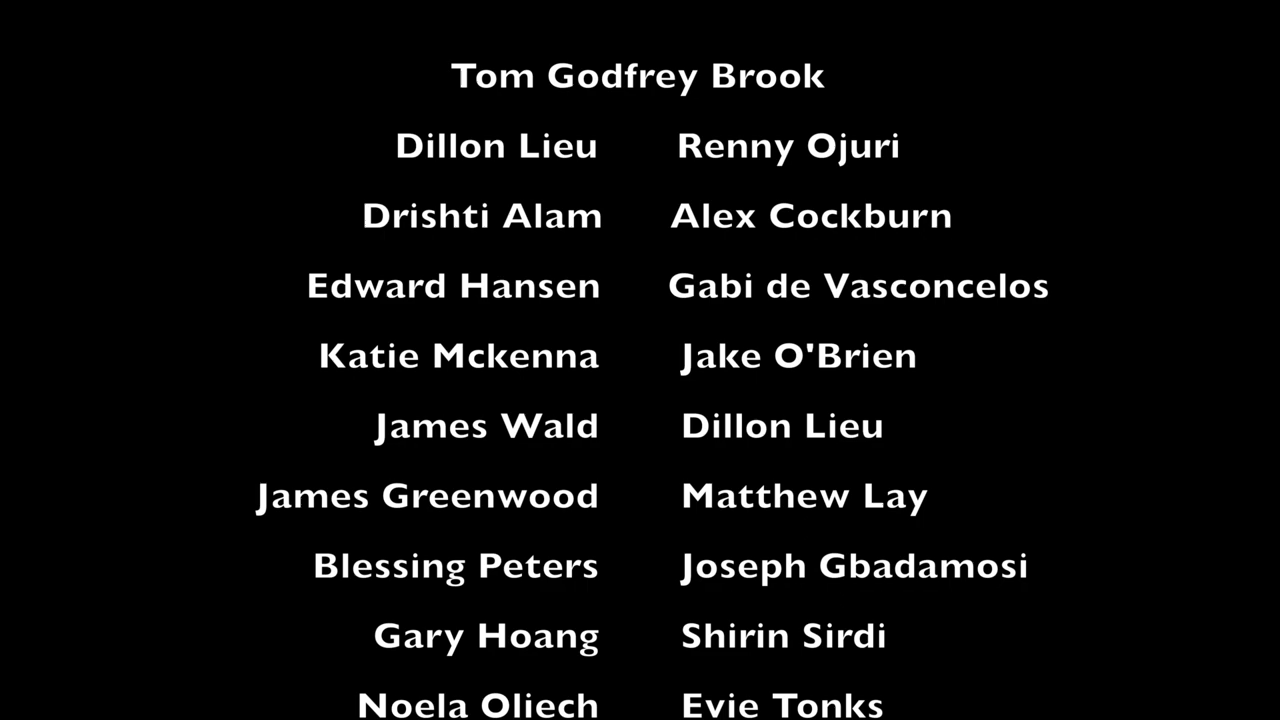 Tom Godfrey Brook
Dillon Lieu Renny Ojuri
Drishti Alam Alex Cockburn
Edward Hansen Gabi de Vasconcelos
Katie Mckenna Jake O'Brien
James Wald Dillon Lieu
James Greenwood Matthew Lay
Blessing Peters Joseph Gbadamosi
Gary Hoang Shirin Sirdi
Noela Oliech Evie Tonks